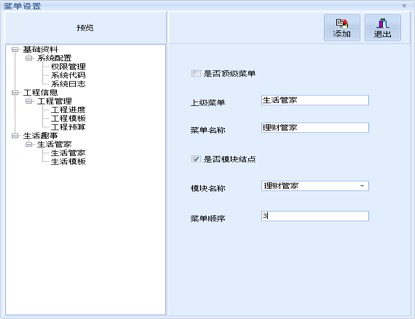 菜单设置
预览
添加
退出
基础资料
系统配置
权限管理
系统代码
系统日志
工程信息
工程管理
工程进度
工程模板
工程预算
生活趣事
生活管家
生活管家
生活模板
是否顶级菜单
上级菜单
生活管家
菜单名称
理财管家
是否模块结点
模块名称
理财管家
菜单顺序
3